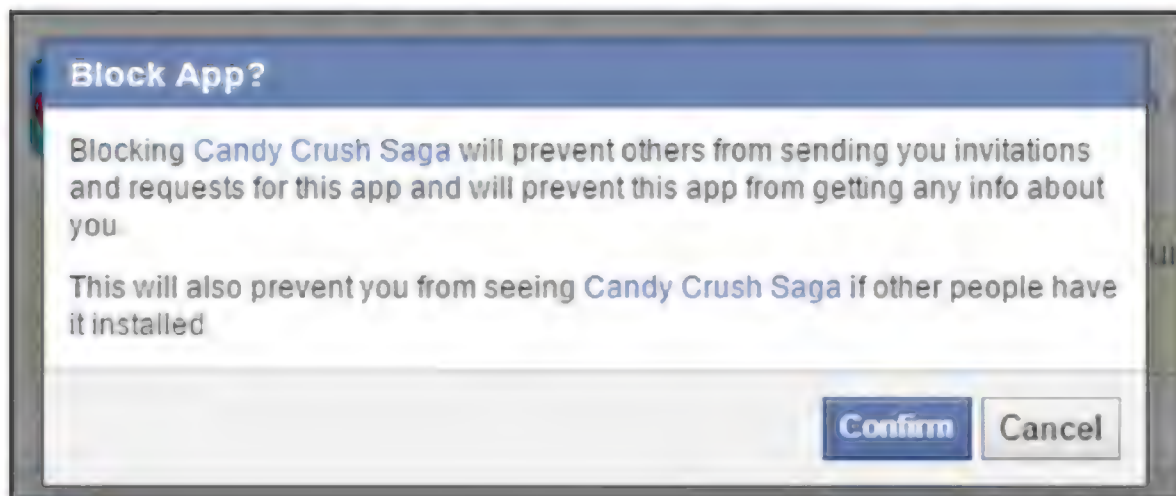 Block App?
Blocking Candy Crush Saga will prevent others from sending you invitations
and requests for this app and will prevent this app from getting any info about
you
This will also prevent you from seeing Candy Crush Saga if other people have
it installed
Confirm
Cancel